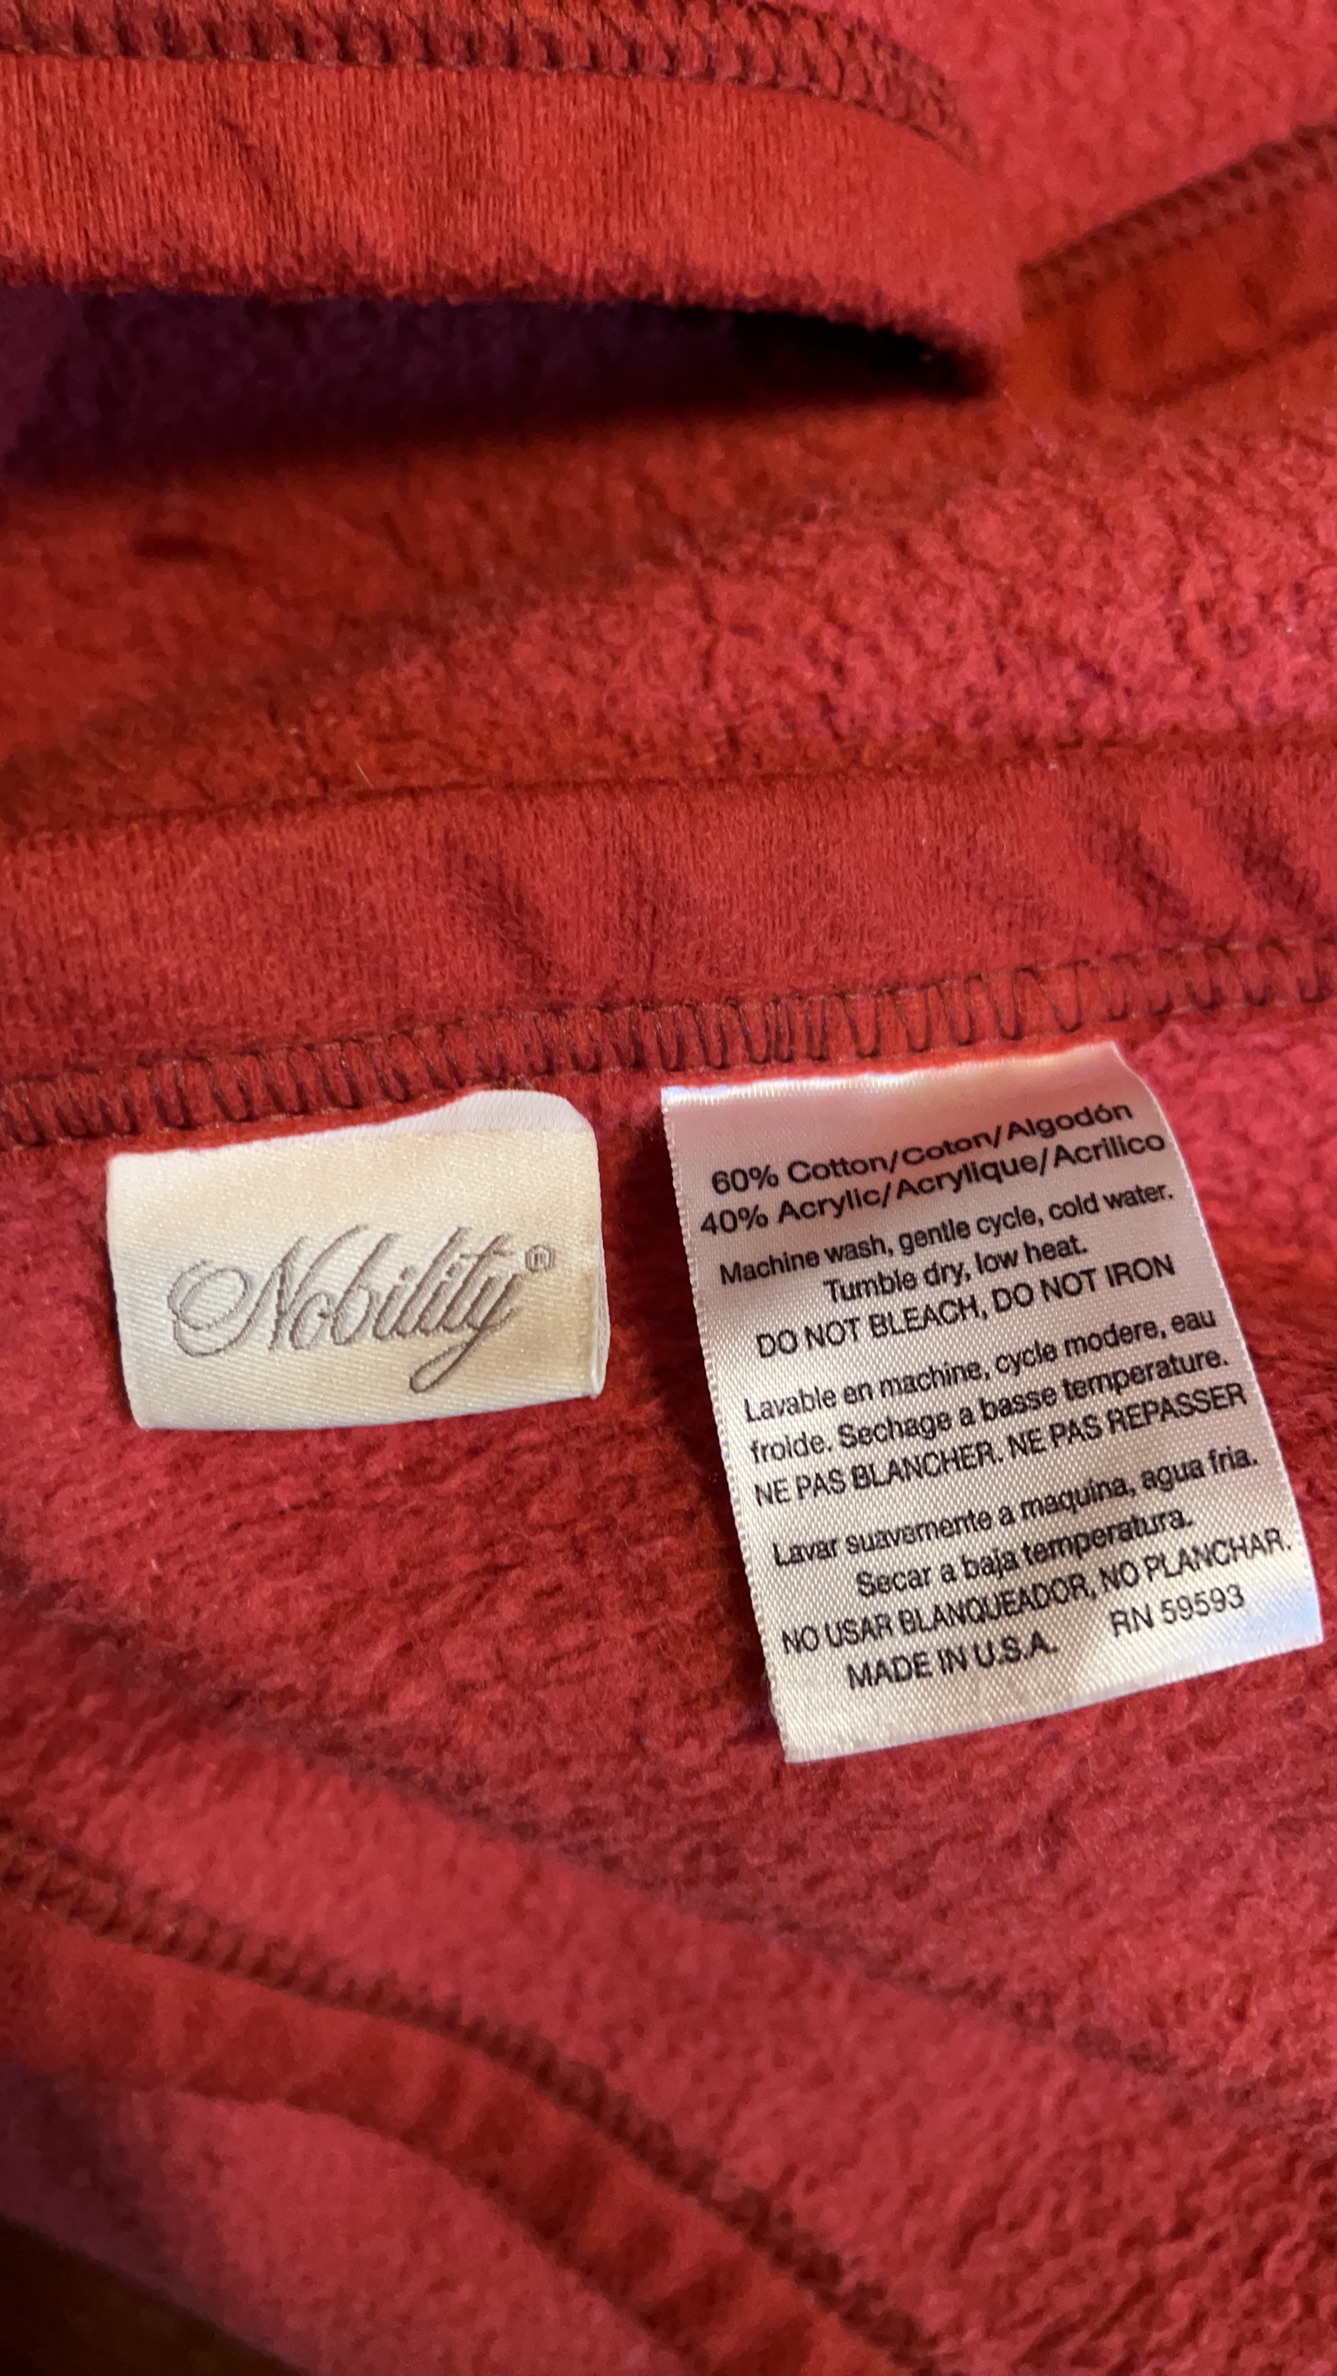 Nobility®
60% Cotton/Coton/Algodón
40% Acrylic/Acrylique/Acrilico
Machine wash, gentle cycle, cold water.
Tumble dry, low heat.
DO NOT BLEACH, DO NOT IRON
Lavable en machine, cycle modere, eau
froide. Sechage a basse temperature.
NE PAS BLANCHER. NE PAS REPASSER
Lavar suavemente a maquina, agua fria.
Secar a baja temperatura.
NO USAR BLANQUEADOR, NO PLANCHAR.
MADE IN U.S.A. RN 59593